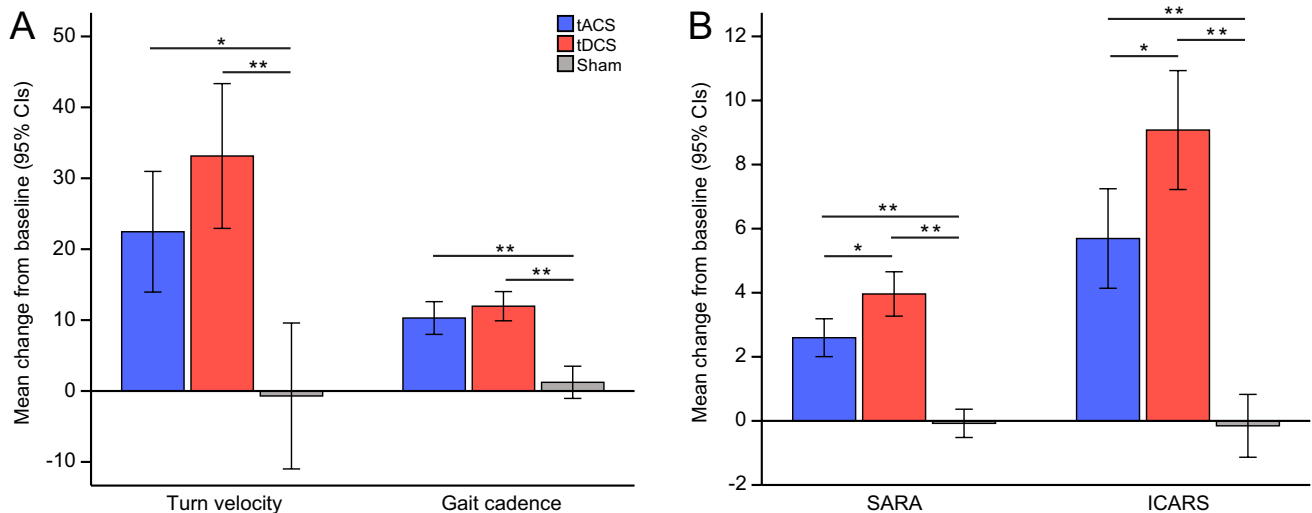 A
Mean change from baseline (95% CIs)
50
40
30
20
10
0
-10
*
**
**
**
tACS
tDCS
Sham
Turn velocity
Gait cadence
B
Mean change from baseline (95% CIs)
12
10
8
6
4
2
0
-2
**
**
*
**
**
*
SARA
ICARS